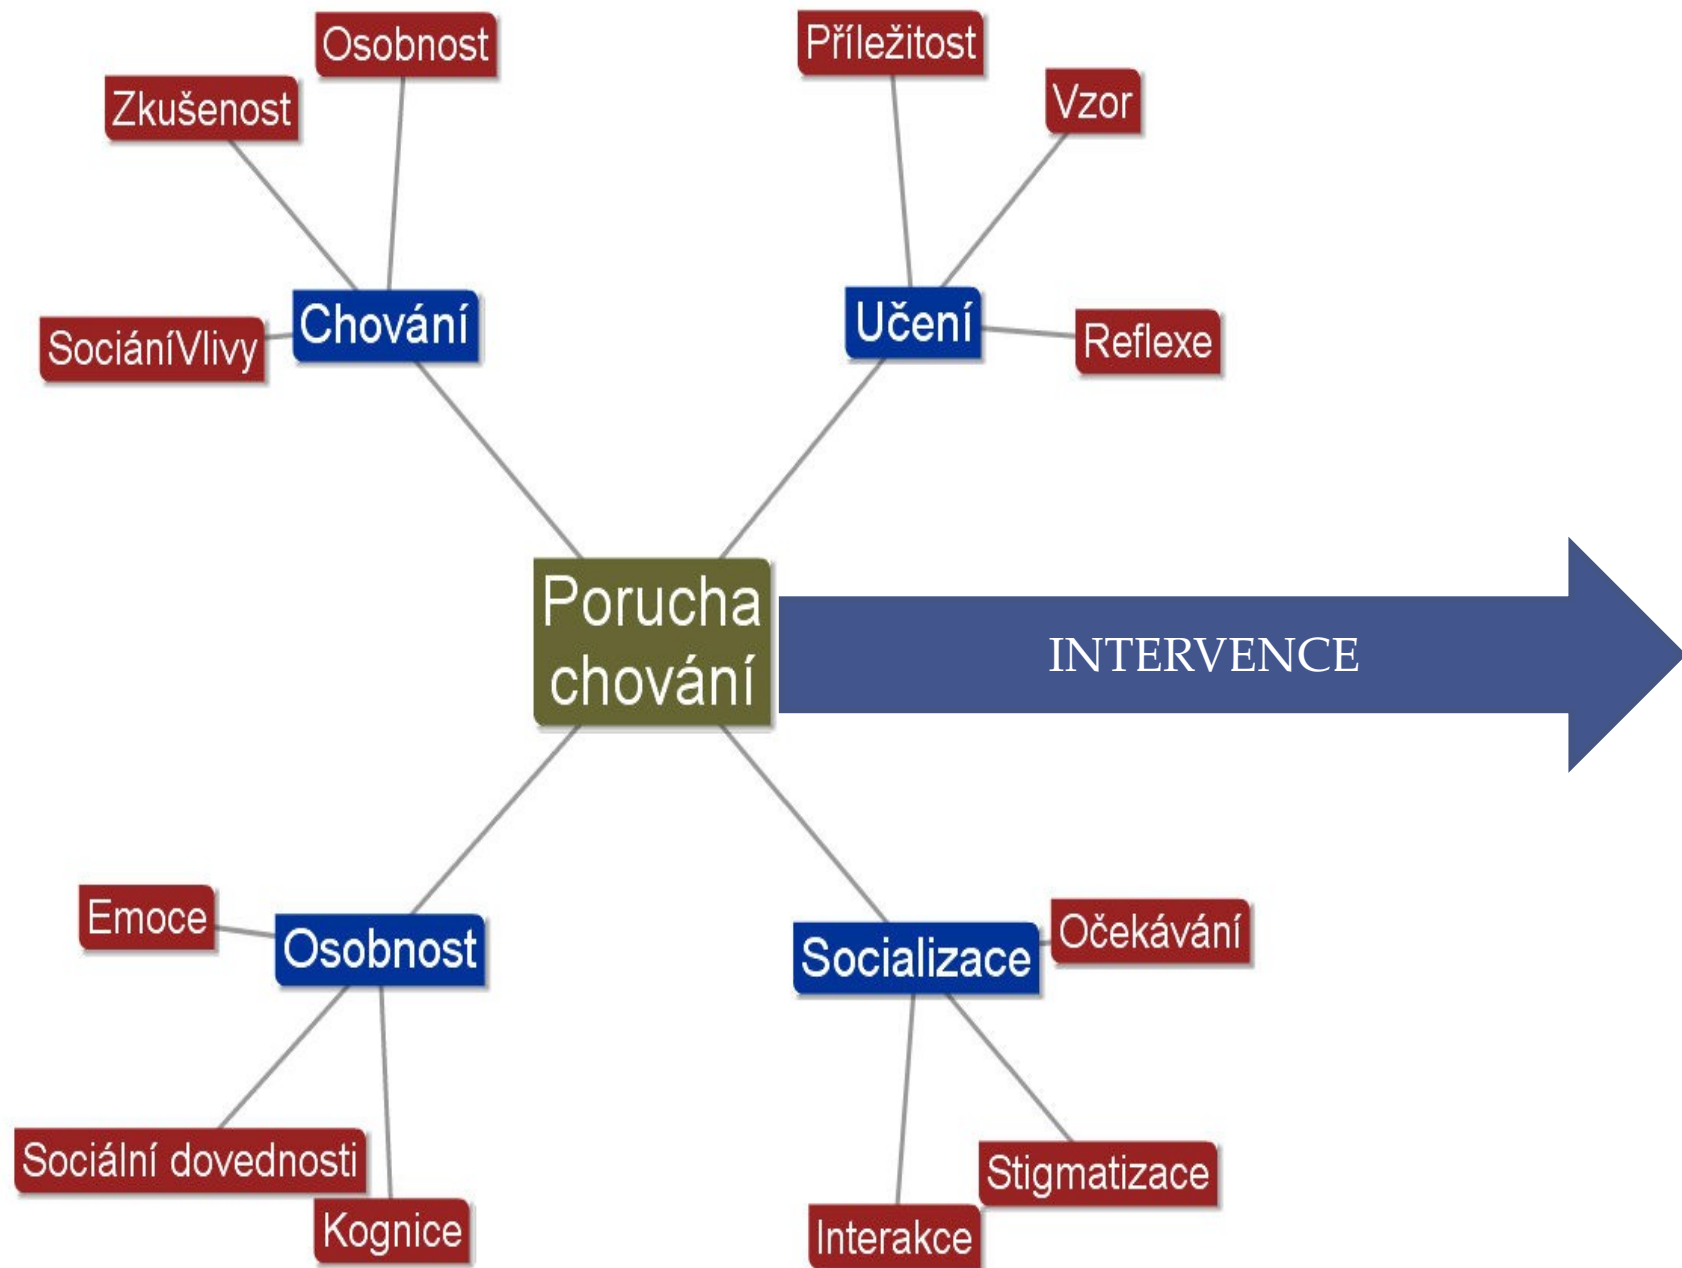 Osobnost
Zkušenost
SociáníVlivy
Chování
Příležitost
Vzor
Učení
Reflexe
Porucha
chování
INTERVENCE
Emoce
Osobnost
Sociální dovednosti
Kognice
Socializace
Očekávání
Stigmatizace
Interakce